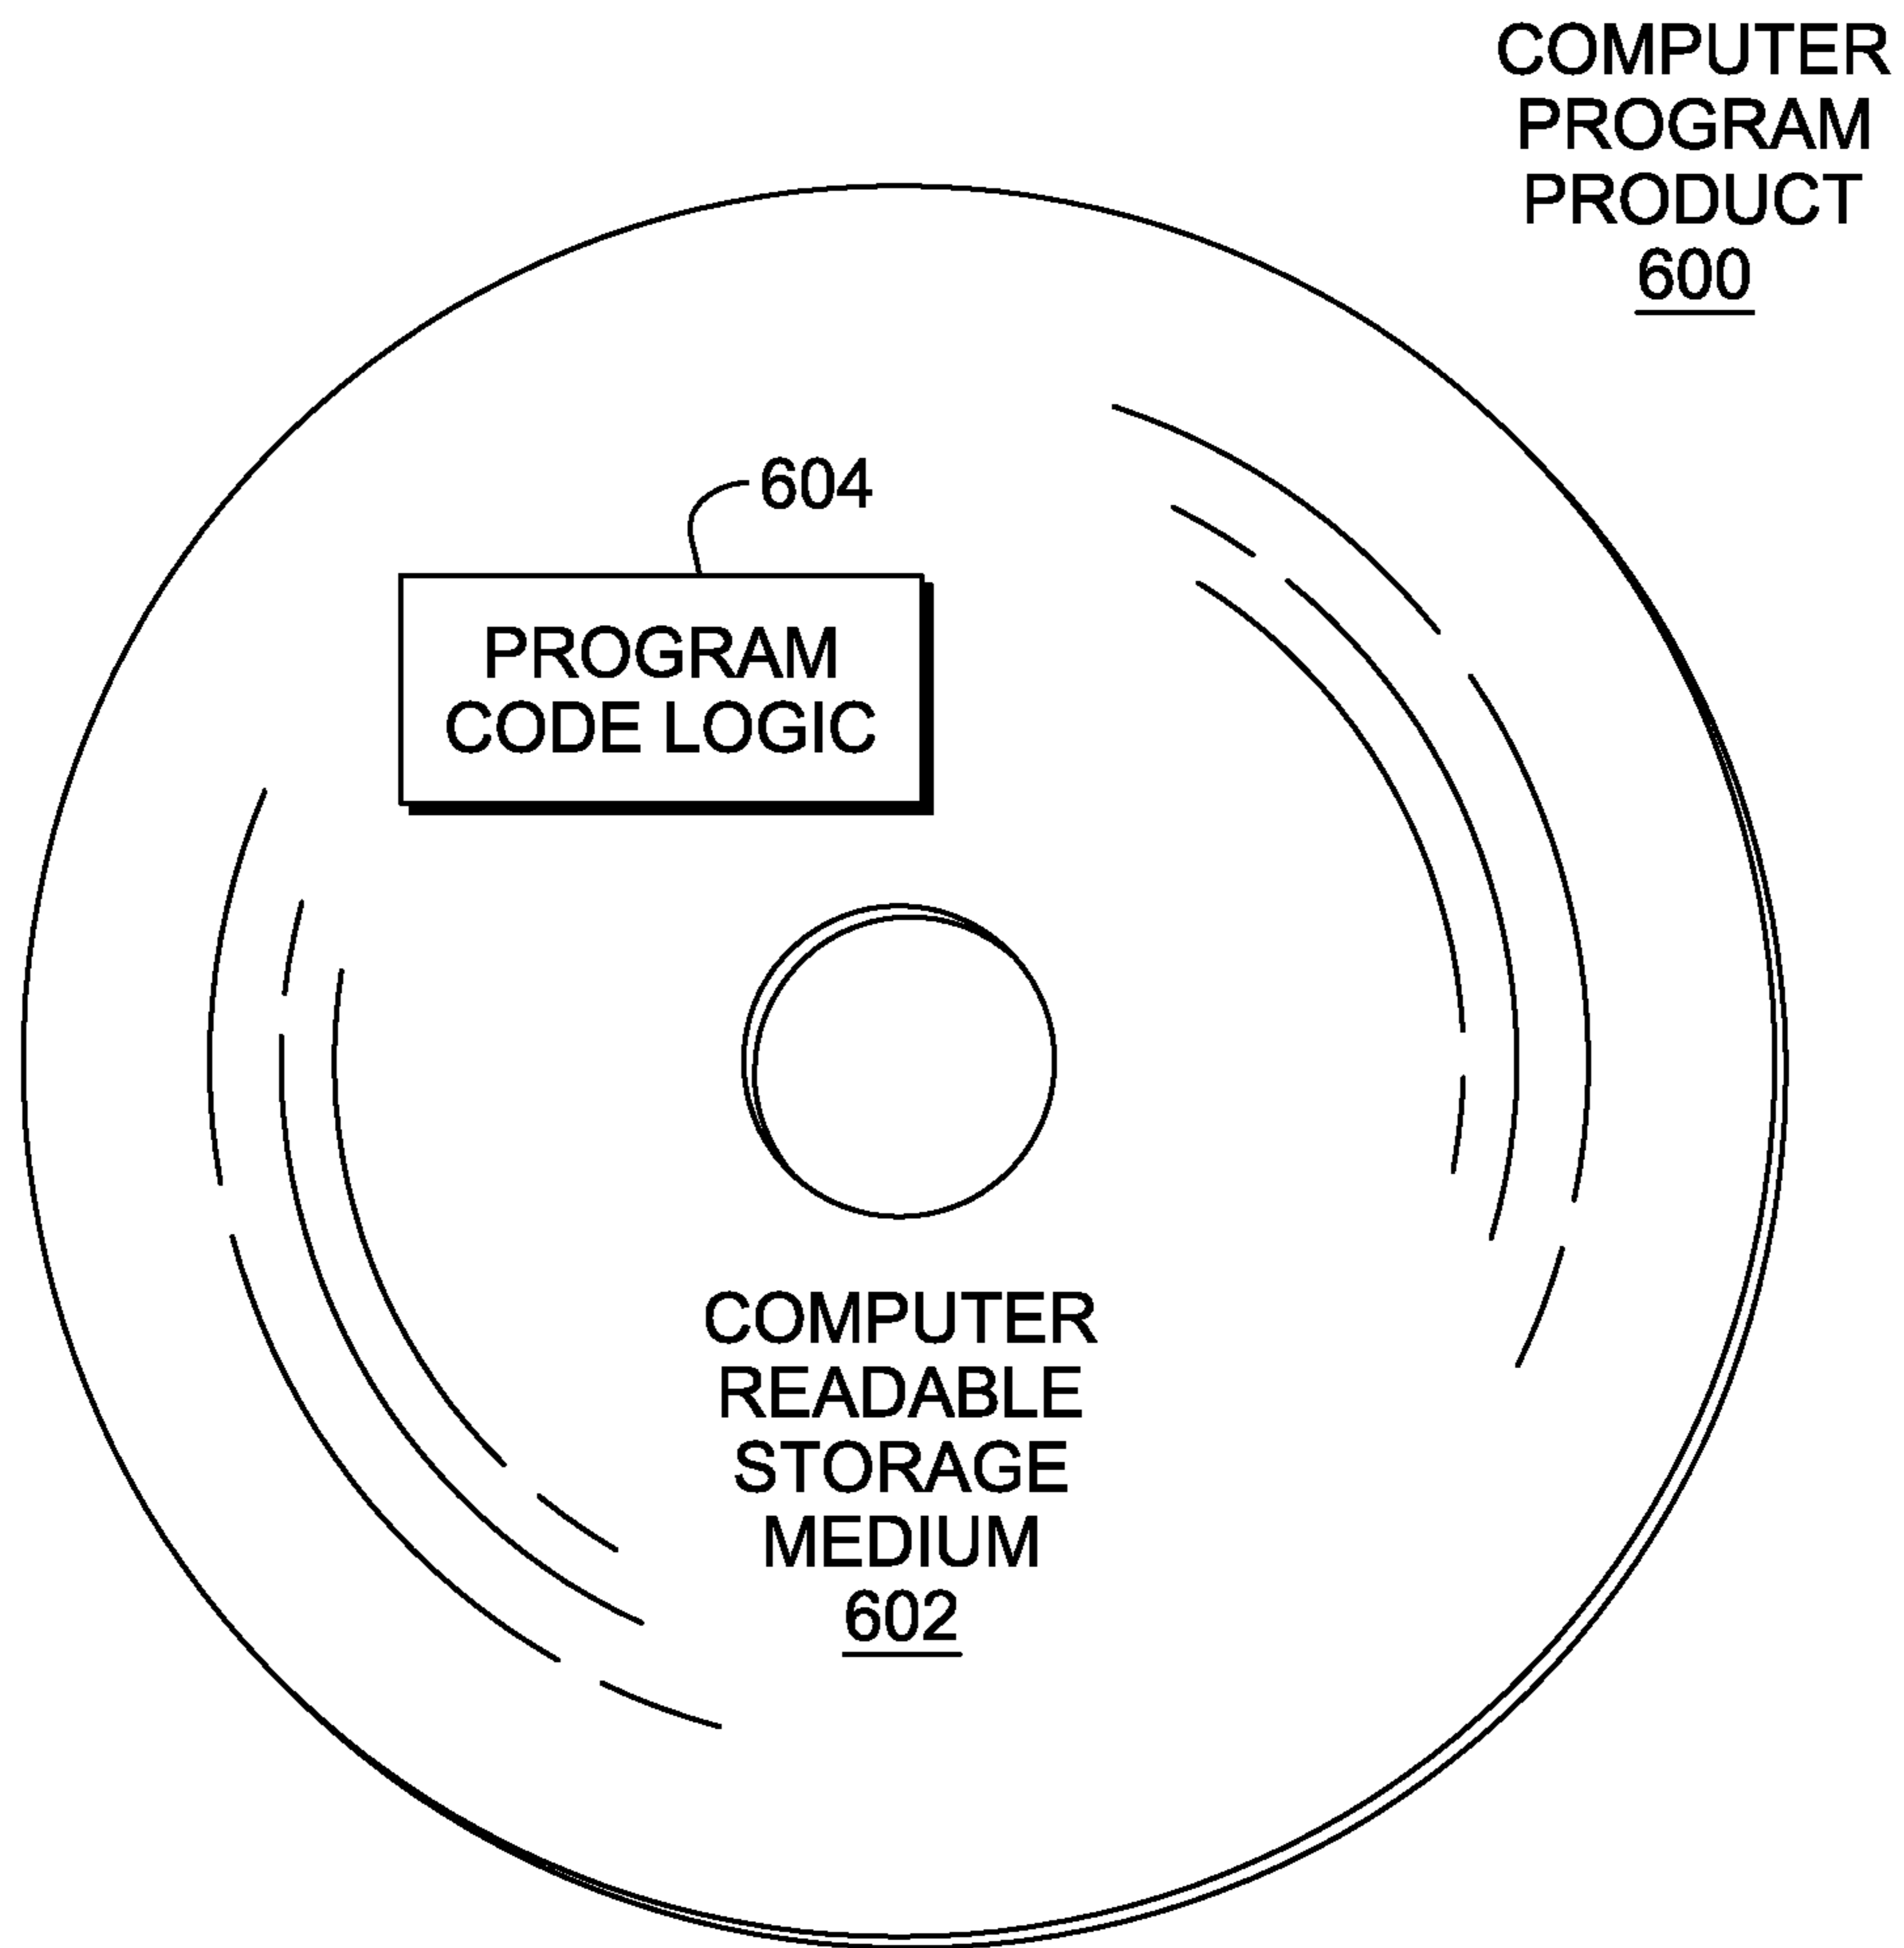 COMPUTER
PROGRAM
PRODUCT
600
604
PROGRAM
CODE LOGIC
COMPUTER
READABLE
STORAGE
MEDIUM
602